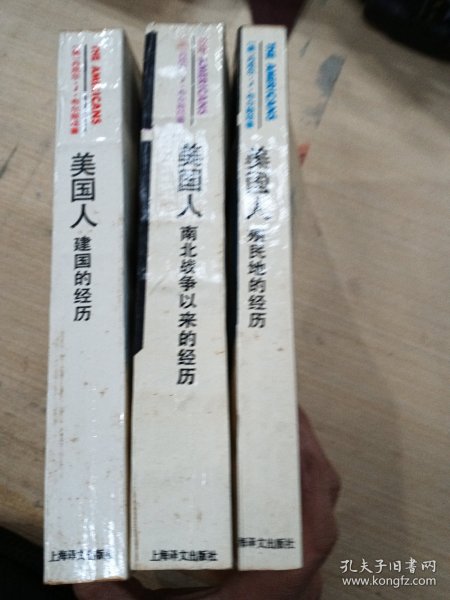 THE AMERICANS
美国人
建国的经历
上海译文出版社
THE AMERICANS
美国人
南北战争以来的经历
上海译文出版社
THE AMERICANS
美国人
殖民地的经历
上海译文出版社
孔夫子旧书网
www.kongfz.com